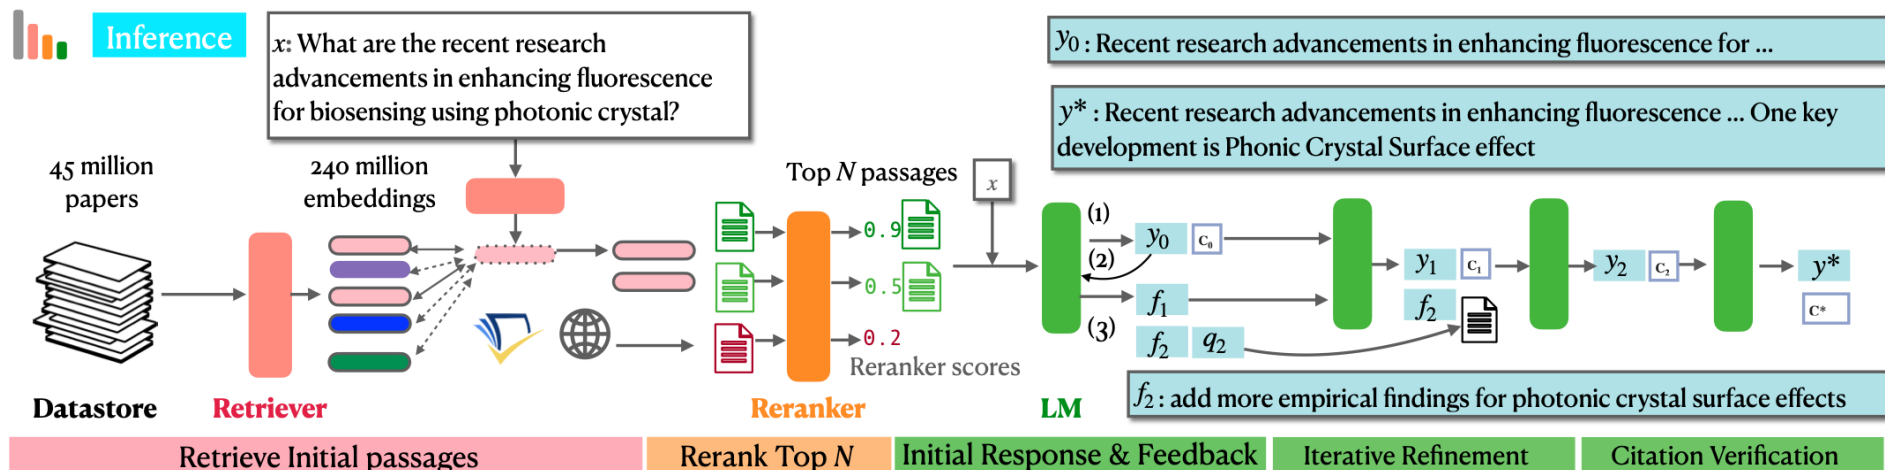 Inference
x: What are the recent research
advancements in enhancing fluorescence
for biosensing using photonic crystal?
y0 : Recent research advancements in enhancing fluorescence for ...
y* : Recent research advancements in enhancing fluorescence ... One key
development is Phonic Crystal Surface effect
45 million
papers
240 million
embeddings
Top N passages
x
0.9
0.5
0.2
Reranker scores
(1)
(2)
(3)
y0 C0
f1
f2 q2
y1 C1
f2
y2 C2
y*
C*
f2 : add more empirical findings for photonic crystal surface effects
Datastore
Retriever
Reranker
LM
Retrieve Initial passages
Rerank Top N
Initial Response & Feedback
Iterative Refinement
Citation Verification